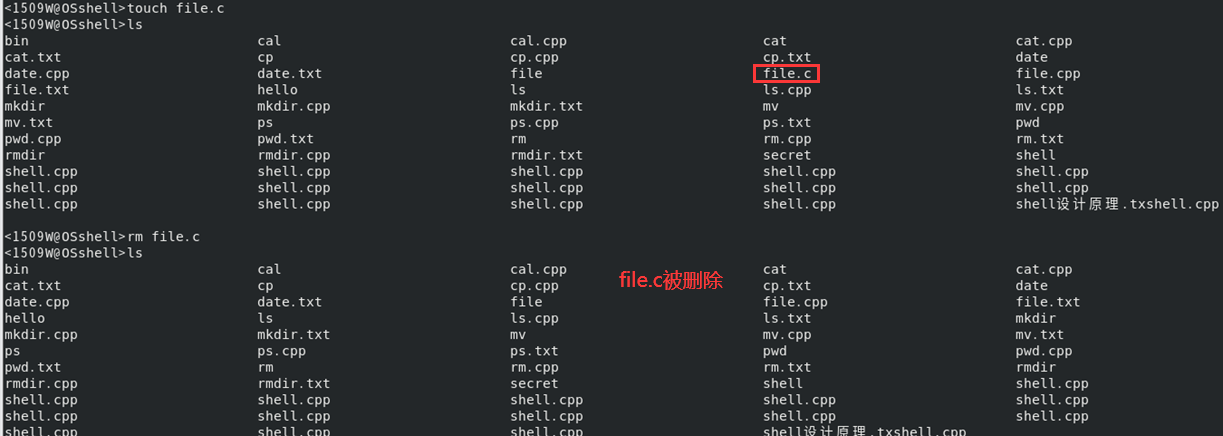 <1509W@OSshell>touch file.c
<1509W@OSshell>ls
bin cal cal.cpp cat cat.cpp
cat.txt cp cp.cpp cp.txt date
date.cpp date.txt file file.c file.cpp
file.txt hello ls ls.cpp ls.txt
mkdir mkdir.cpp mkdir.txt mv mv.cpp
mv.txt ps ps.cpp ps.txt pwd
pwd.cpp pwd.txt rm rm.cpp rm.txt
rmdir rmdir.cpp rmdir.txt secret shell
shell.cpp shell.cpp shell.cpp shell.cpp shell.cpp
shell.cpp shell.cpp shell.cpp shell.cpp shell.cpp
shell.cpp shell.cpp shell.cpp shell.cpp shell设计原理.txshell.cpp
<1509W@OSshell>rm file.c
<1509W@OSshell>ls
bin cal cal.cpp cat cat.cpp
cat.txt cp cp.cpp cp.txt date
date.cpp date.txt file file.cpp file.txt
hello ls ls.cpp ls.txt mkdir
mkdir.cpp mkdir.txt mv mv.cpp mv.txt
ps ps.cpp ps.txt pwd pwd.cpp
pwd.txt rm rm.cpp rm.txt rmdir
rmdir.cpp rmdir.txt secret shell shell.cpp
shell.cpp shell.cpp shell.cpp shell.cpp shell.cpp
shell.cpp shell.cpp shell.cpp shell.cpp shell.cpp
shell.cpp shell.cpp shell.cpp shell设计原理.txshell.cpp
file.c被删除